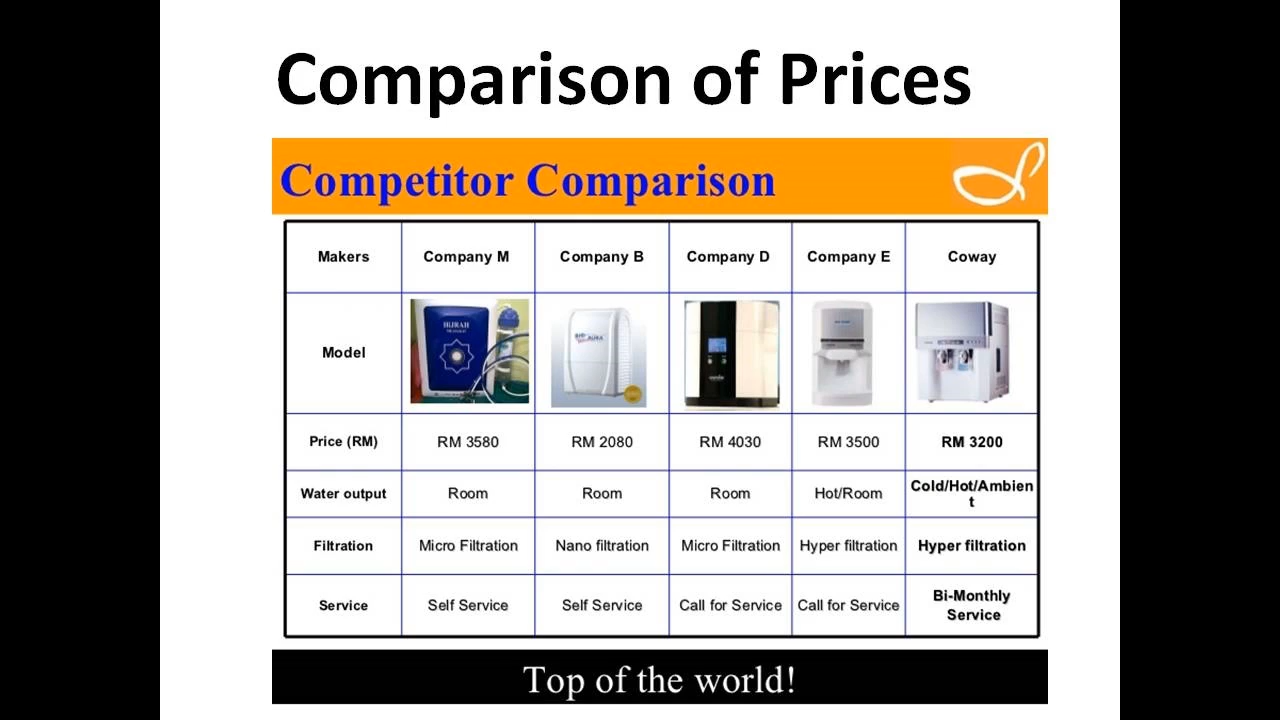 Comparison of Prices
Competitor Comparison
Makers Company M Company B Company D Company E Coway
HIJRAH
Model
Price (RM) RM 3580 RM 2080 RM 4030 RM 3500 RM 3200
Water output Room Room Room Hot/Room Cold/Hot/Ambien
t
Filtration Micro Filtration Nano filtration Micro Filtration Hyper filtration Hyper filtration
Service Self Service Self Service Call for Service Call for Service Bi-Monthly
Service
Top of the world!